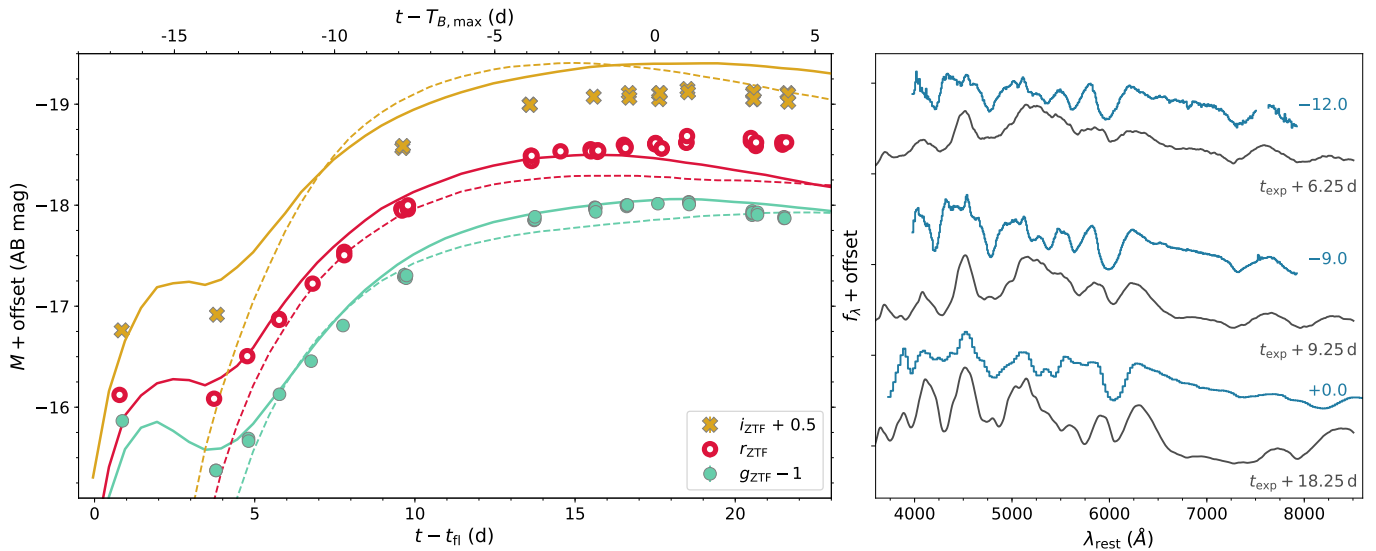 t − T_B,max (d)
-15 -10 -5 0 5
M + offset (AB mag)
−19
−18
−17
−16
i_ZTF + 0.5
r_ZTF
g_ZTF − 1
0 5 10 15 20
t − t_fl (d)
f_λ + offset
−12.0
t_exp + 6.25 d
−9.0
t_exp + 9.25 d
+0.0
t_exp + 18.25 d
4000 5000 6000 7000 8000
λ_rest (Å)